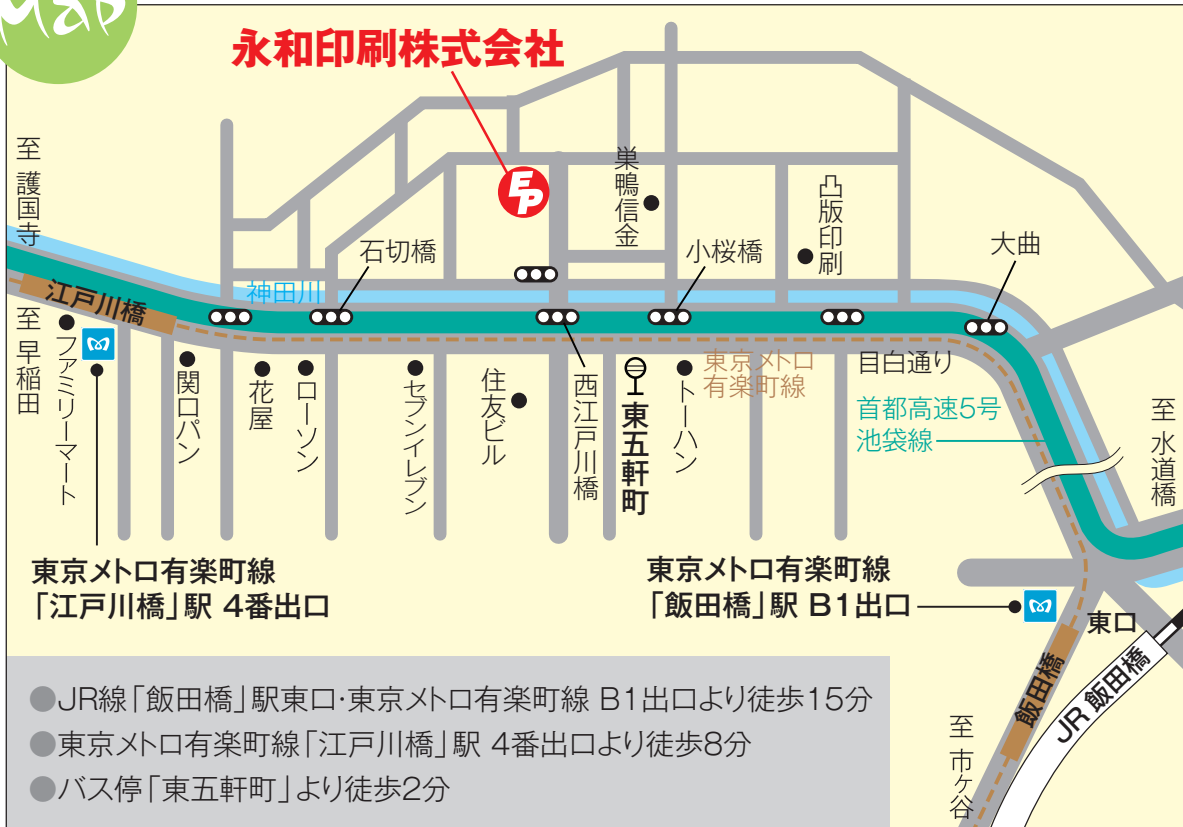 Map
永和印刷株式会社
EP
至 護国寺
巣鴨信金
凸版印刷
石切橋
小桜橋
大曲
神田川
江戸川橋
至 早稲田
ファミリーマート
関口パン
花屋
ローソン
セブンイレブン
住友ビル
西江戸川橋
東五軒町
トーハン
東京メトロ
有楽町線
目白通り
首都高速5号
池袋線
至 水道橋
東京メトロ有楽町線
「江戸川橋」駅 4番出口
東京メトロ有楽町線
「飯田橋」駅 B1出口
東口
飯田橋
JR 飯田橋
至 市ヶ谷
●JR線「飯田橋」駅東口・東京メトロ有楽町線 B1出口より徒歩15分
●東京メトロ有楽町線「江戸川橋」駅 4番出口より徒歩8分
●バス停「東五軒町」より徒歩2分